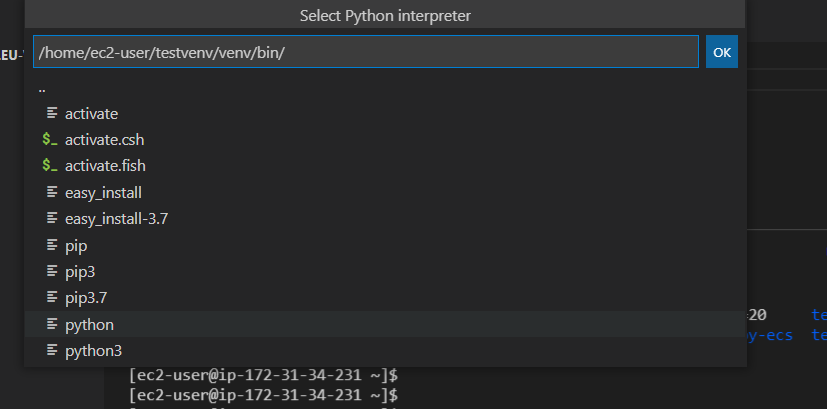 Select Python interpreter
/home/ec2-user/testvenv/venv/bin/
OK
..
activate
$_ activate.csh
$_ activate.fish
easy_install
easy_install-3.7
pip
pip3
pip3.7
python
python3
=20 te
y-ecs te
[ec2-user@ip-172-31-34-231 ~]$
[ec2-user@ip-172-31-34-231 ~]$